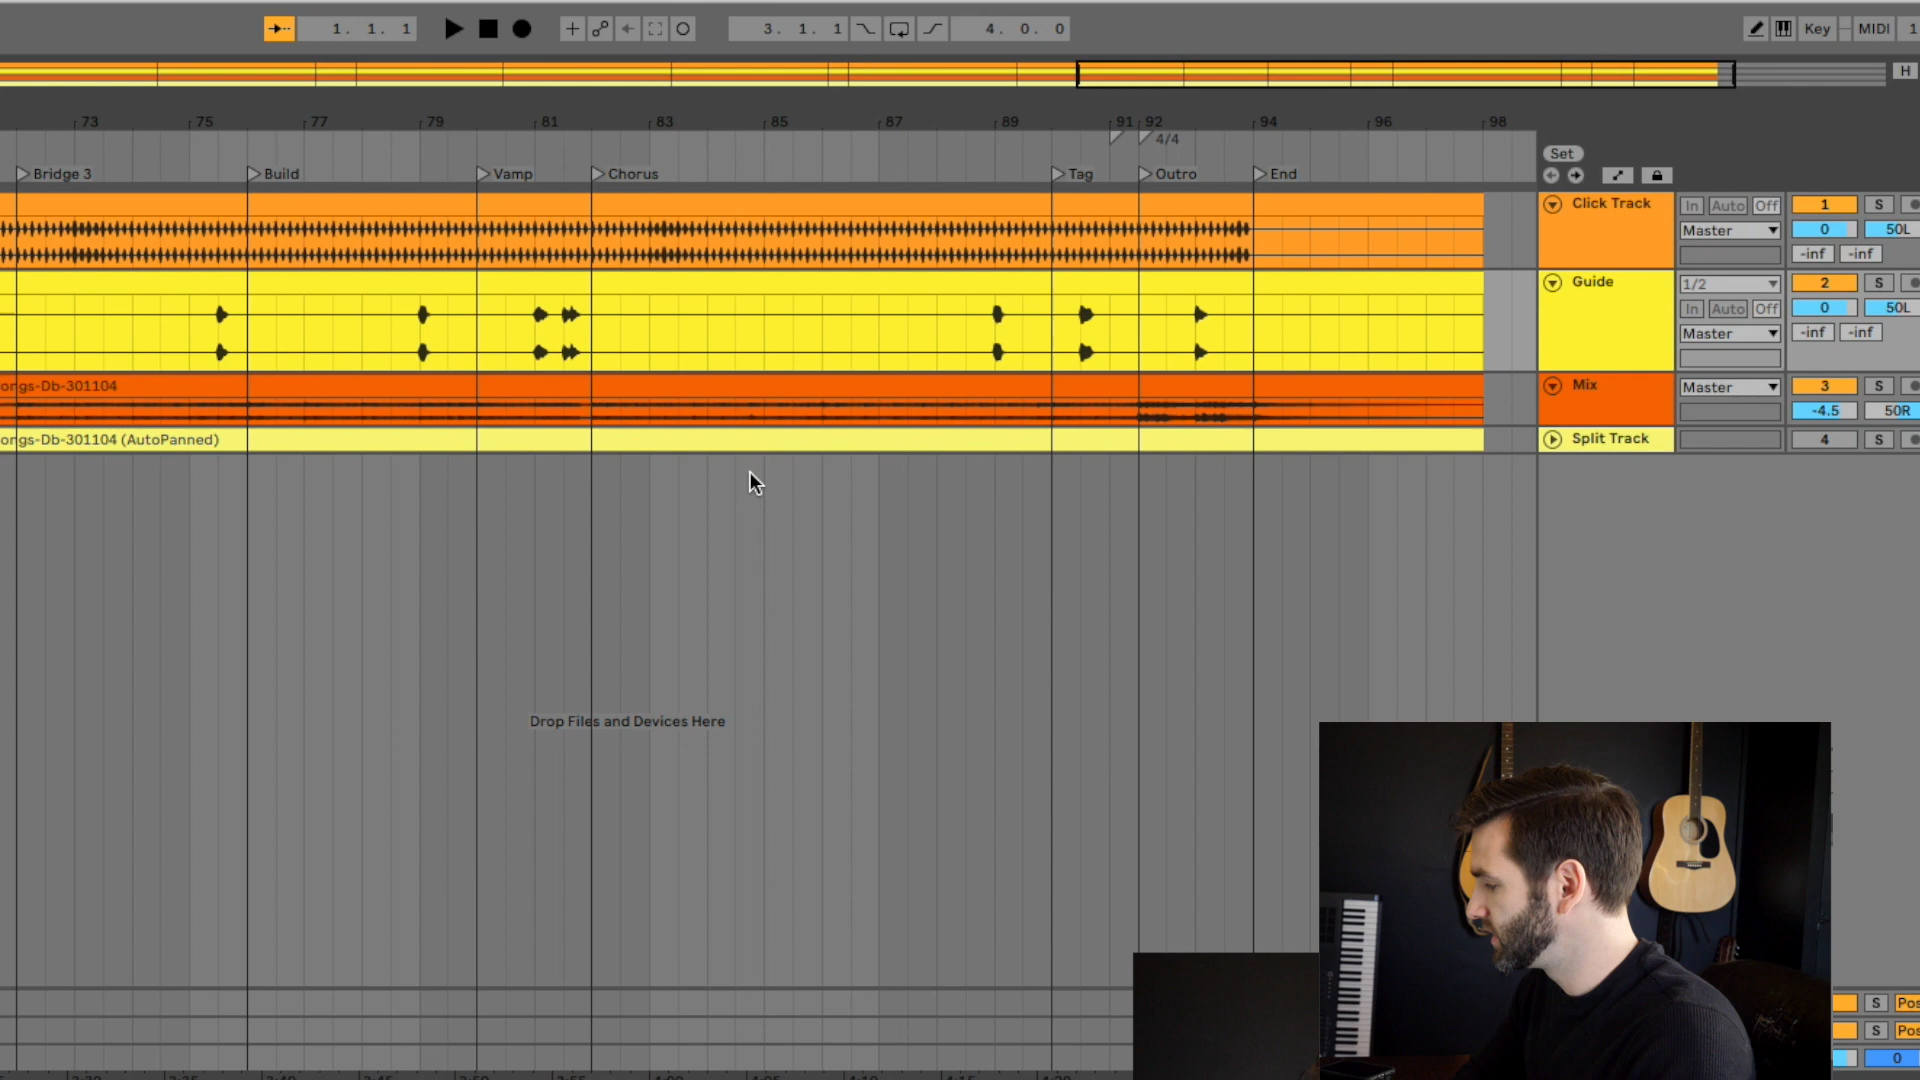 1. 1. 1
3. 1. 1
4. 0. 0
Key
MIDI
1
H
73 75 77 79 81 83 85 87 89 91 92 94 96 98
4/4
Set
Bridge 3
Build
Vamp
Chorus
Tag
Outro
End
Click Track
In Auto Off
1
S
Master
0
50L
-inf -inf
Guide
1/2
2
S
In Auto Off
0
50L
Master
-inf -inf
ongs-Db-301104
Mix
Master
3
S
-4.5
50R
ongs-Db-301104 (AutoPanned)
Split Track
4
S
Drop Files and Devices Here
S Pos
S Pos
0